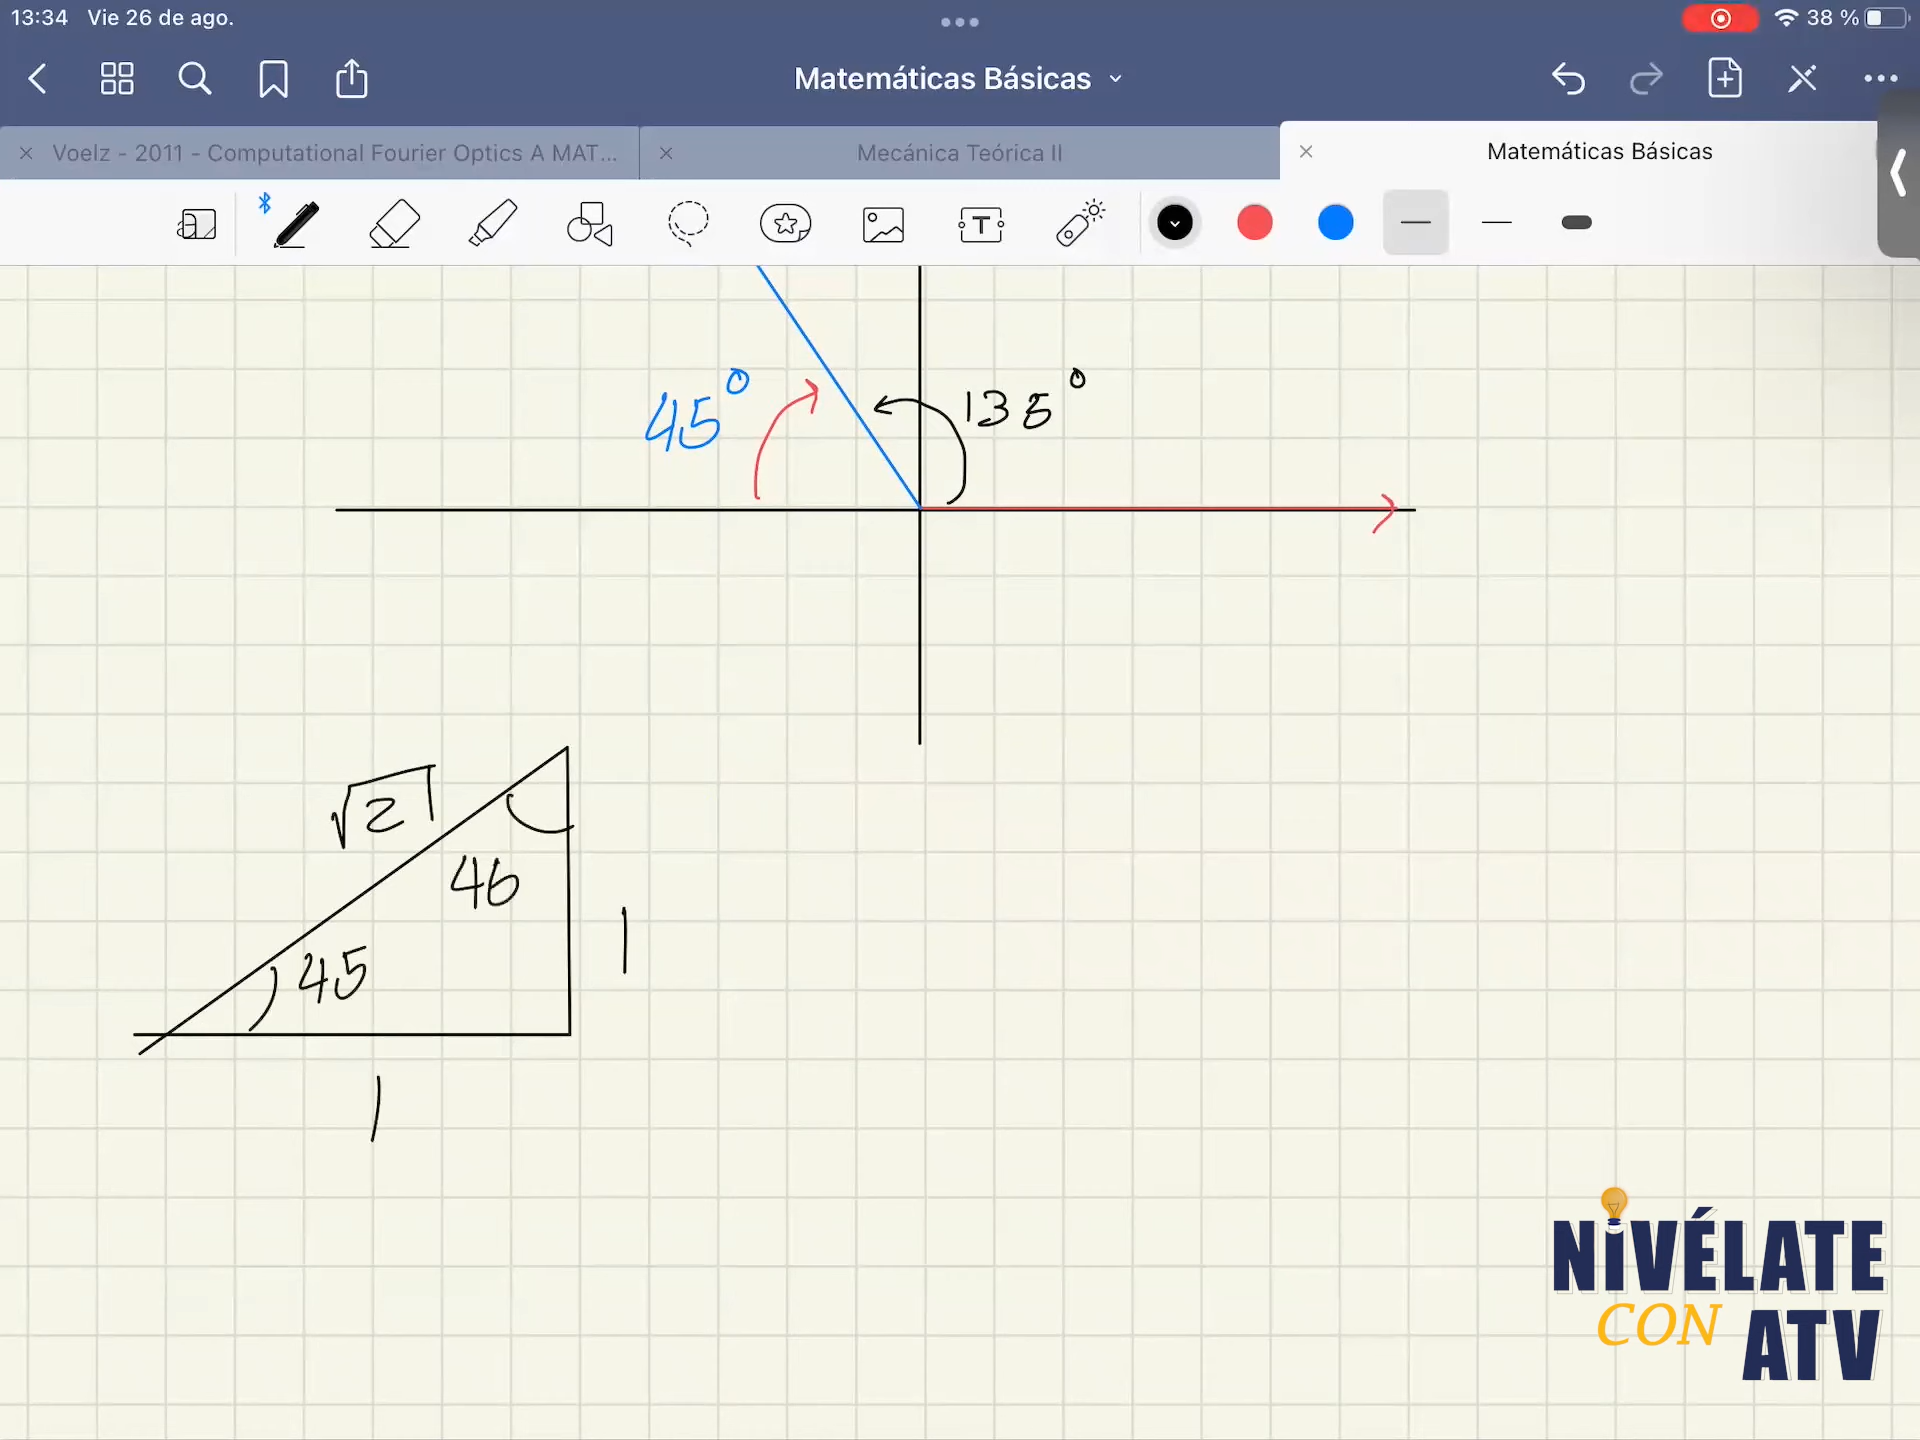 13:34 Vie 26 de ago.
38 %
Matemáticas Básicas
Voelz - 2011 - Computational Fourier Optics A MAT...
Mecánica Teórica II
Matemáticas Básicas
45°
135°
√2
46
45
1
1
NIVÉLATE
CON
ATV